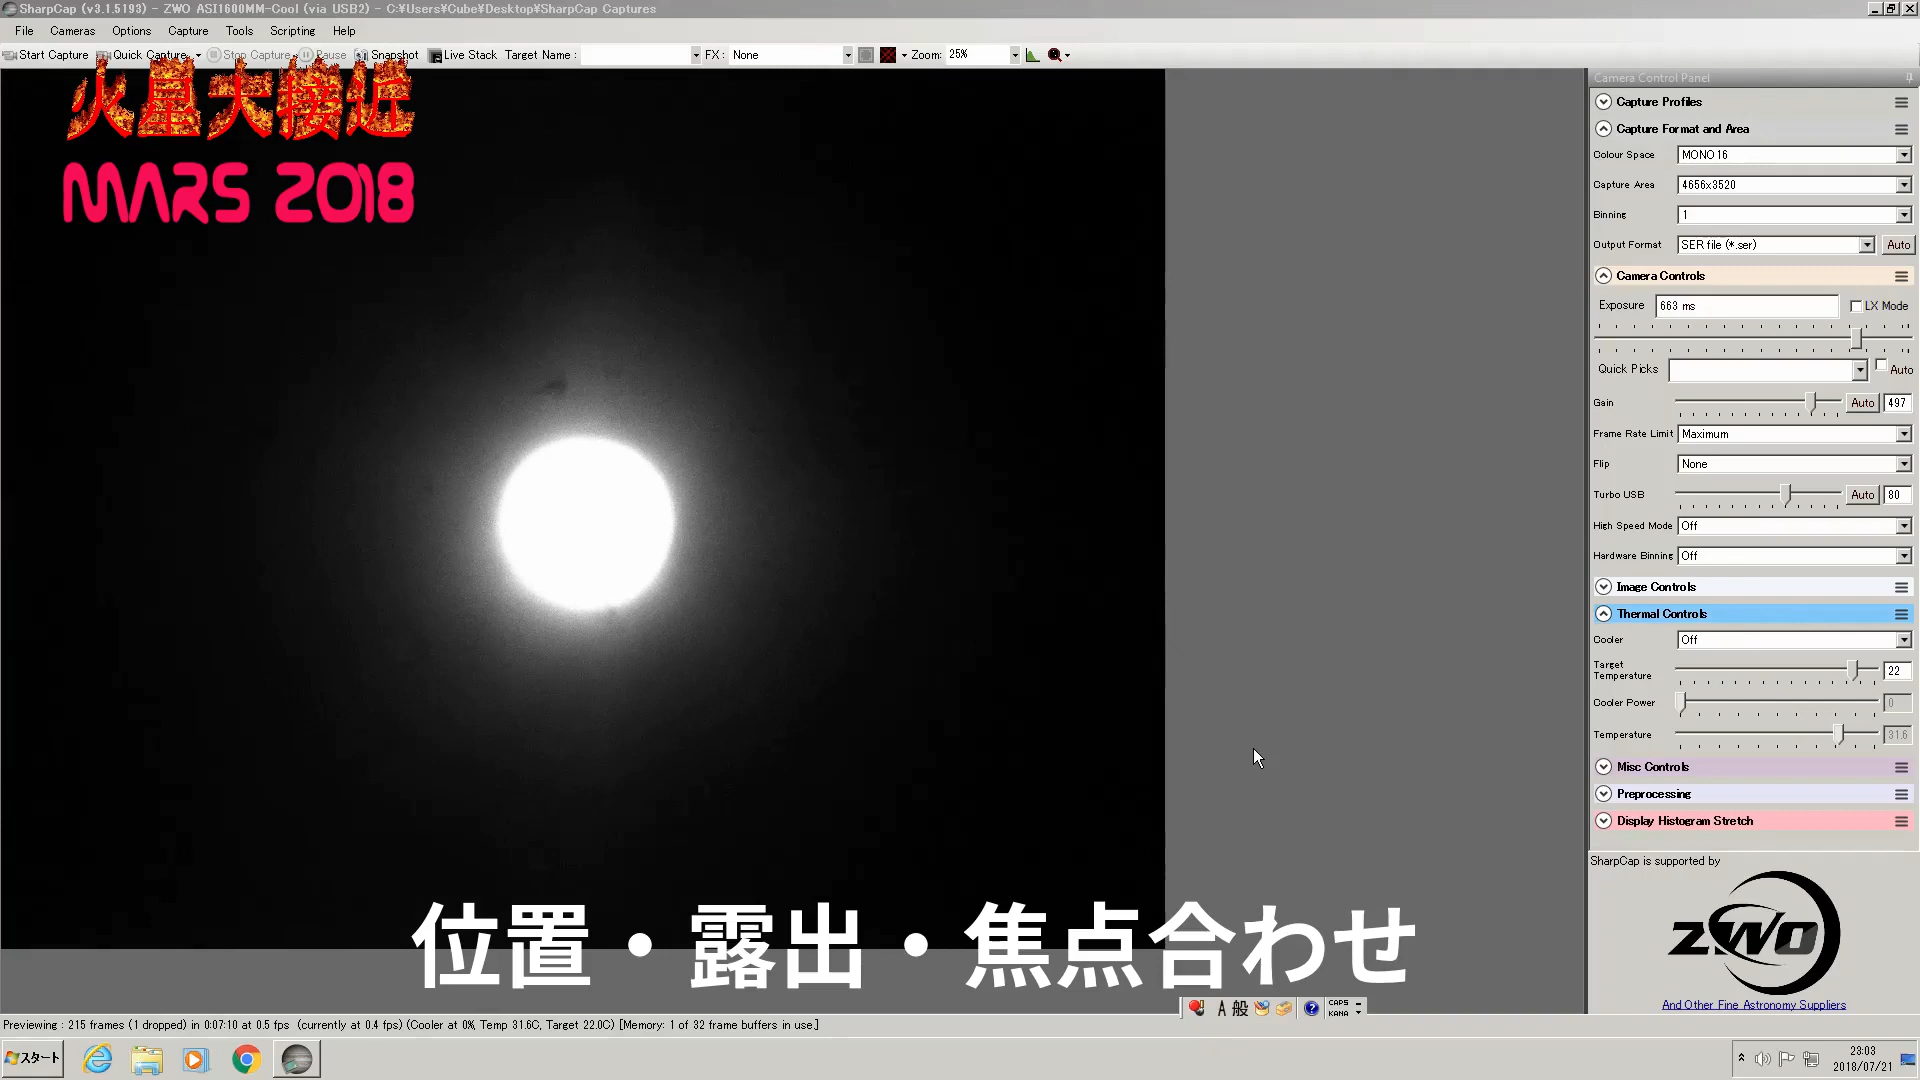 SharpCap (v3.1.5193) - ZWO ASI1600MM-Cool (via USB2) - C:¥Users¥Cube¥Desktop¥SharpCap Captures
File Cameras Options Capture Tools Scripting Help
Start Capture Quick Capture Stop Capture Pause Snapshot Live Stack Target Name : FX : None Zoom: 25%
火星大接近
MARS 2018
Camera Control Panel
Capture Profiles
Capture Format and Area
Colour Space MONO16
Capture Area 4656x3520
Binning 1
Output Format SER file (*.ser) Auto
Camera Controls
Exposure 663 ms LX Mode
Quick Picks Auto
Gain Auto 497
Frame Rate Limit Maximum
Flip None
Turbo USB Auto 80
High Speed Mode Off
Hardware Binning Off
Image Controls
Thermal Controls
Cooler Off
Target Temperature 22
Cooler Power 0
Temperature 31.6
Misc Controls
Preprocessing
Display Histogram Stretch
SharpCap is supported by
ZWO
And Other Fine Astronomy Suppliers
位置・露出・焦点合わせ
A 般 CAPS KANA
Previewing : 215 frames (1 dropped) in 0:07:10 at 0.5 fps (currently at 0.4 fps) (Cooler at 0%, Temp 31.6C, Target 22.0C) [Memory: 1 of 32 frame buffers in use.]
スタート
23:03
2018/07/21